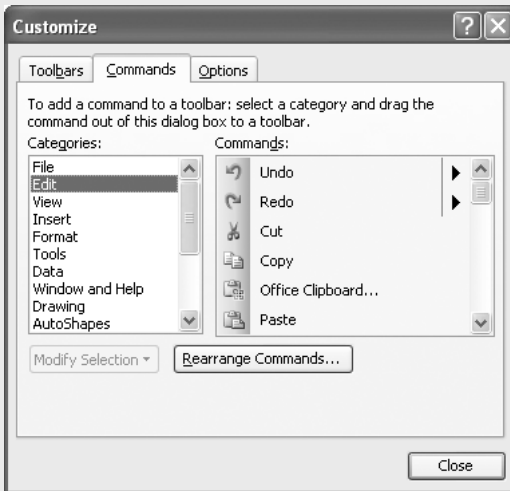 Customize
Toolbars Commands Options
To add a command to a toolbar: select a category and drag the
command out of this dialog box to a toolbar.
Categories: Commands:
File
Edit
View
Insert
Format
Tools
Data
Window and Help
Drawing
AutoShapes
Undo
Redo
Cut
Copy
Office Clipboard...
Paste
Modify Selection Rearrange Commands...
Close